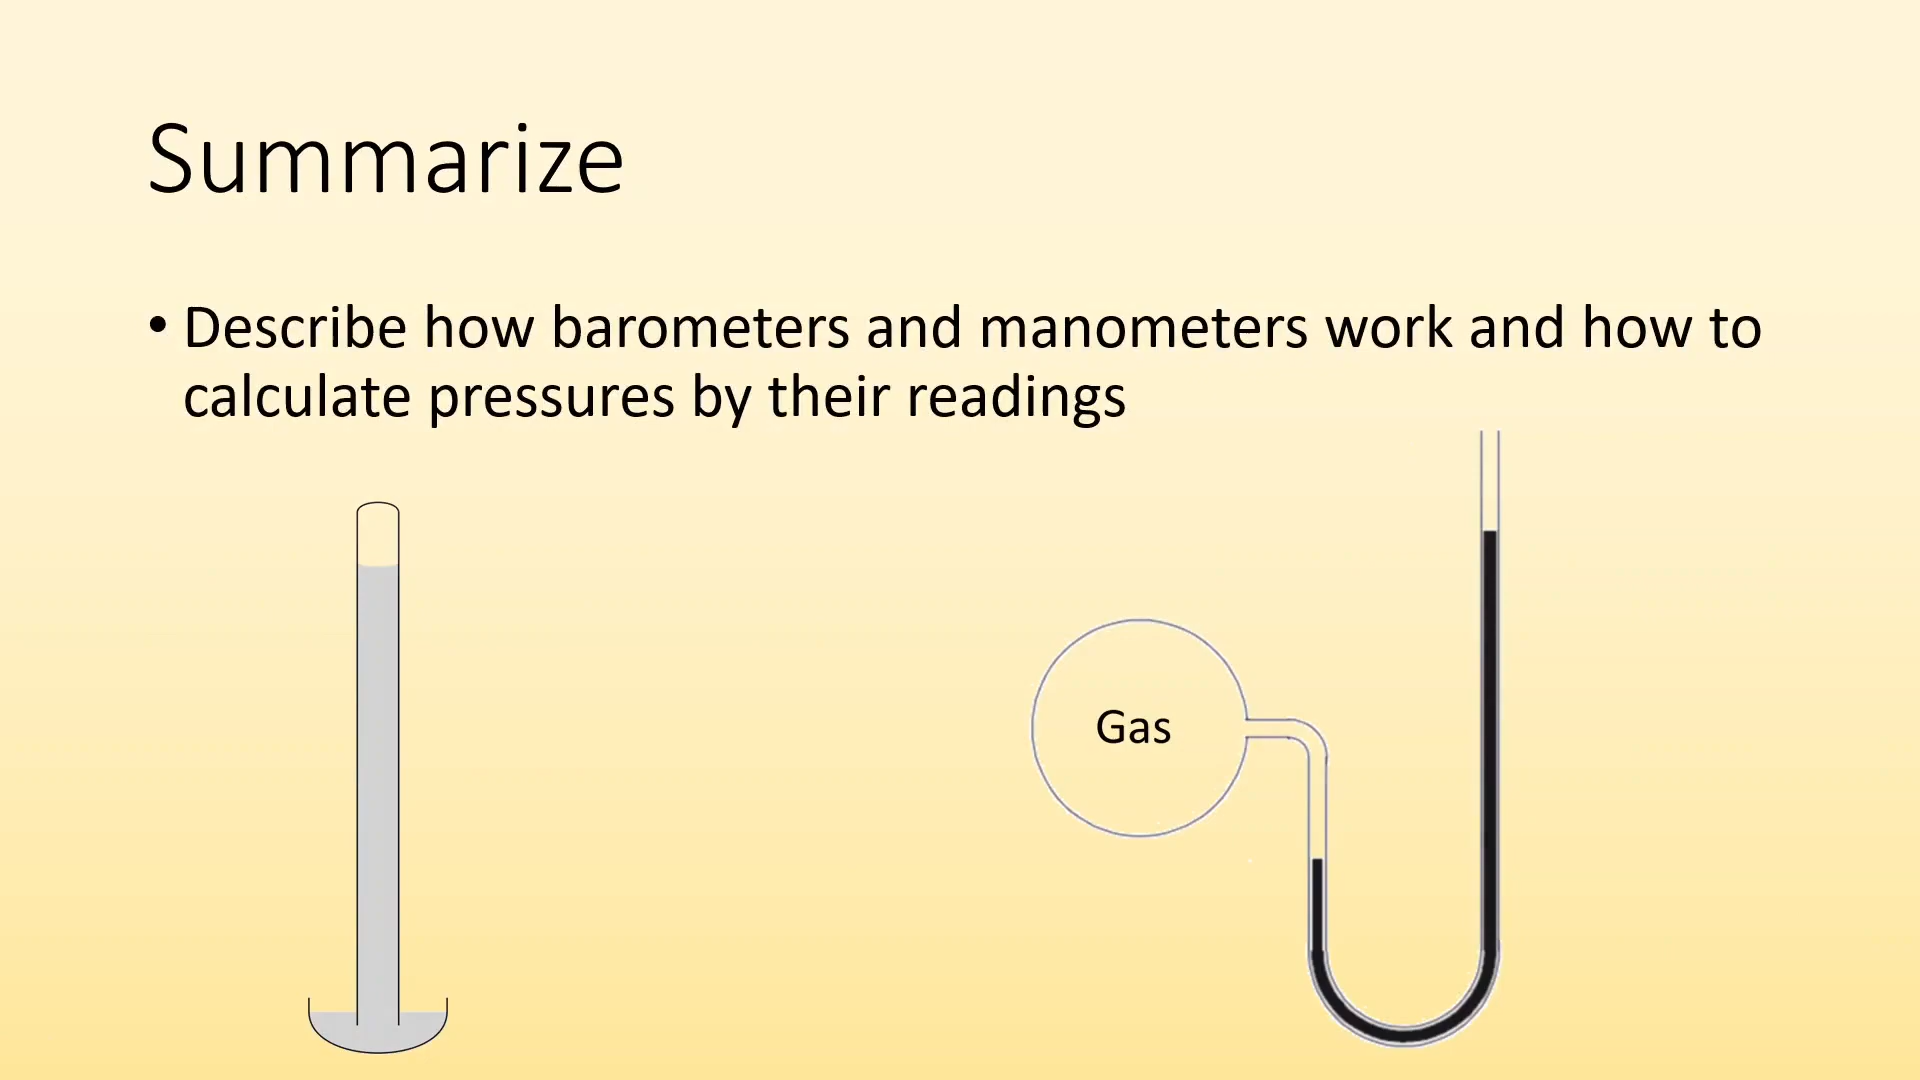 Summarize
• Describe how barometers and manometers work and how to
calculate pressures by their readings
Gas